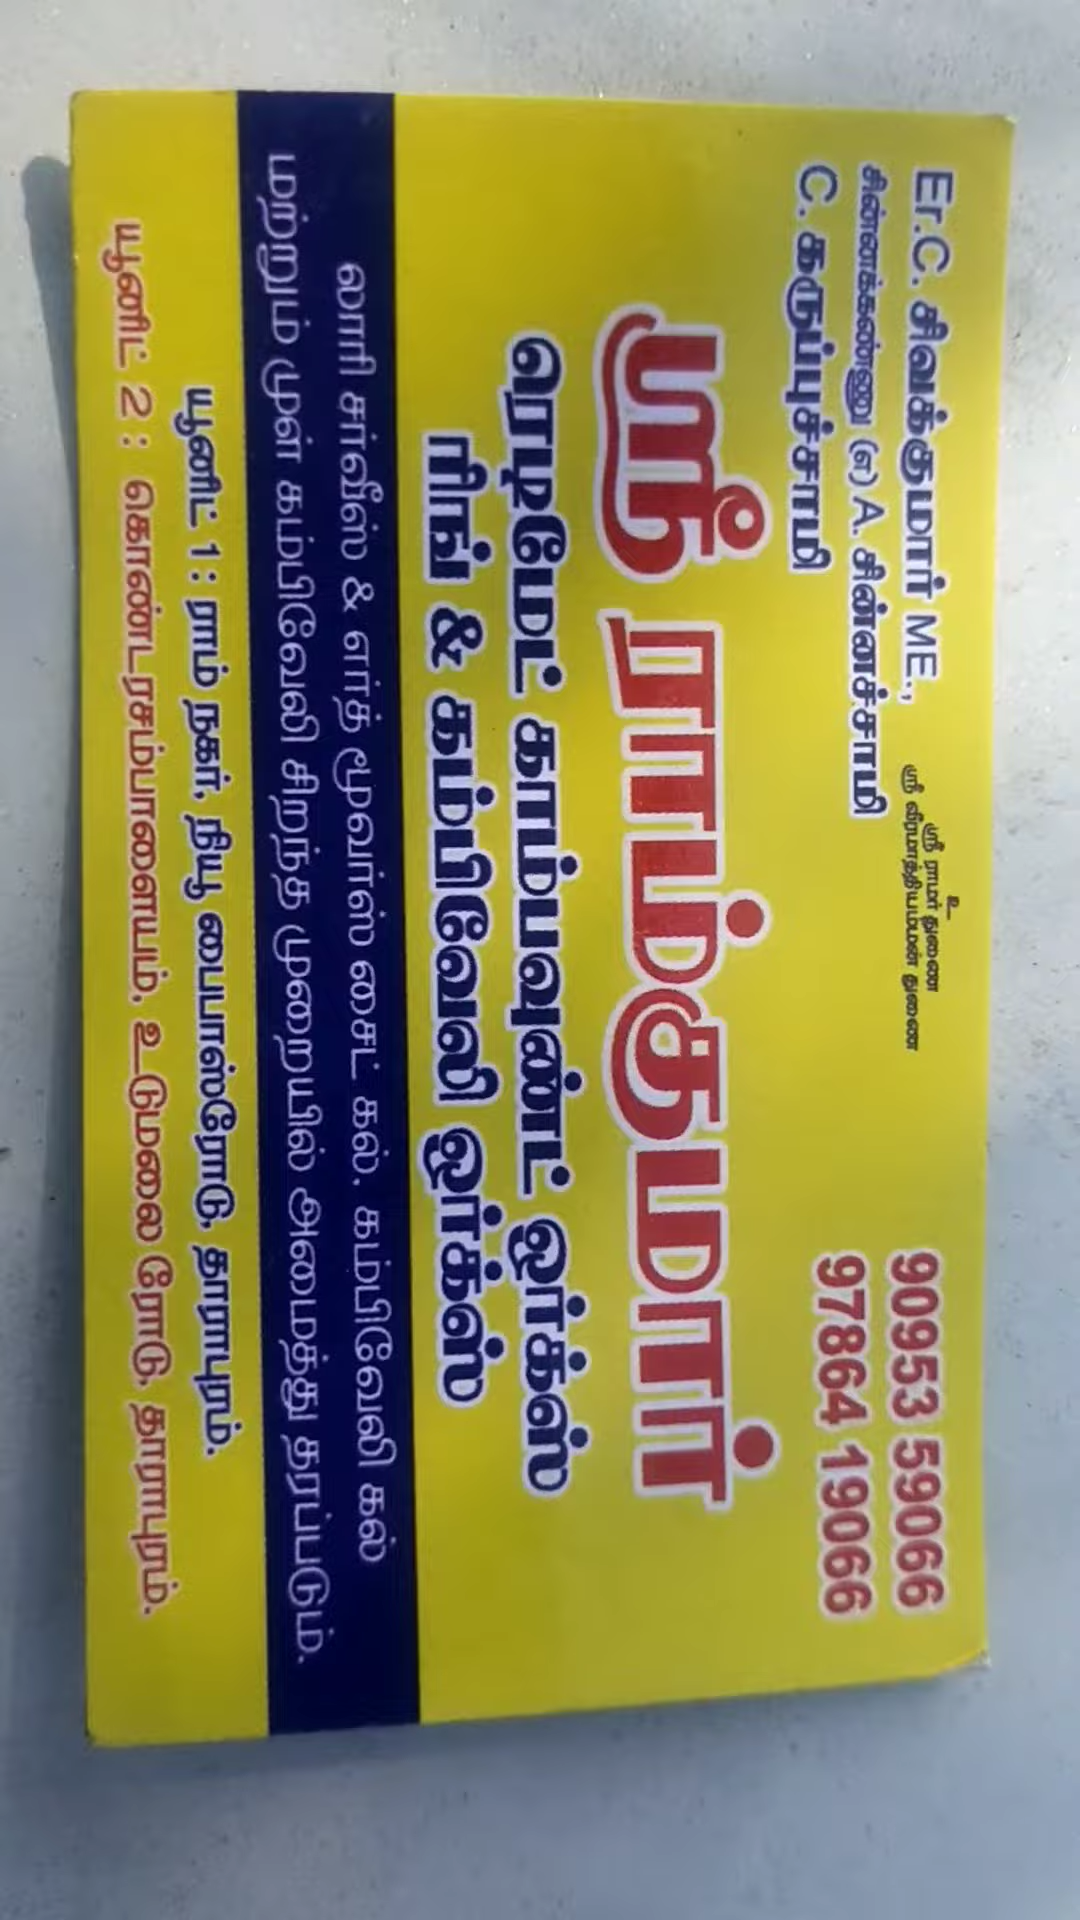 உ
ஸ்ரீ ராமர் துணை
ஸ்ரீ வீரமாத்தியம்மன் துணை
Er.C. சிவக்குமார் ME.,
சின்னக்கண்ணு (எ) A. சின்னச்சாமி
C. கருப்புச்சாமி
90953 59066
97864 19066
ஸ்ரீ ராம்குமார்
ரெடிமேட் காம்பவுண்ட் ஒர்க்ஸ்
ரிங் & கம்பிவேலி ஒர்க்ஸ்
லாரி சர்வீஸ் & எர்த் மூவர்ஸ் சைட் கல், கம்பிவேலி கல்
மற்றும் முள் கம்பிவேலி சிறந்த முறையில் அமைத்து தரப்படும்.
யூனிட் 1 : ராம் நகர், நியூ பைபாஸ்ரோடு, தாராபுரம்.
யூனிட் 2 : கொண்டரசம்பாளையம், உடுமலை ரோடு, தாராபுரம்.